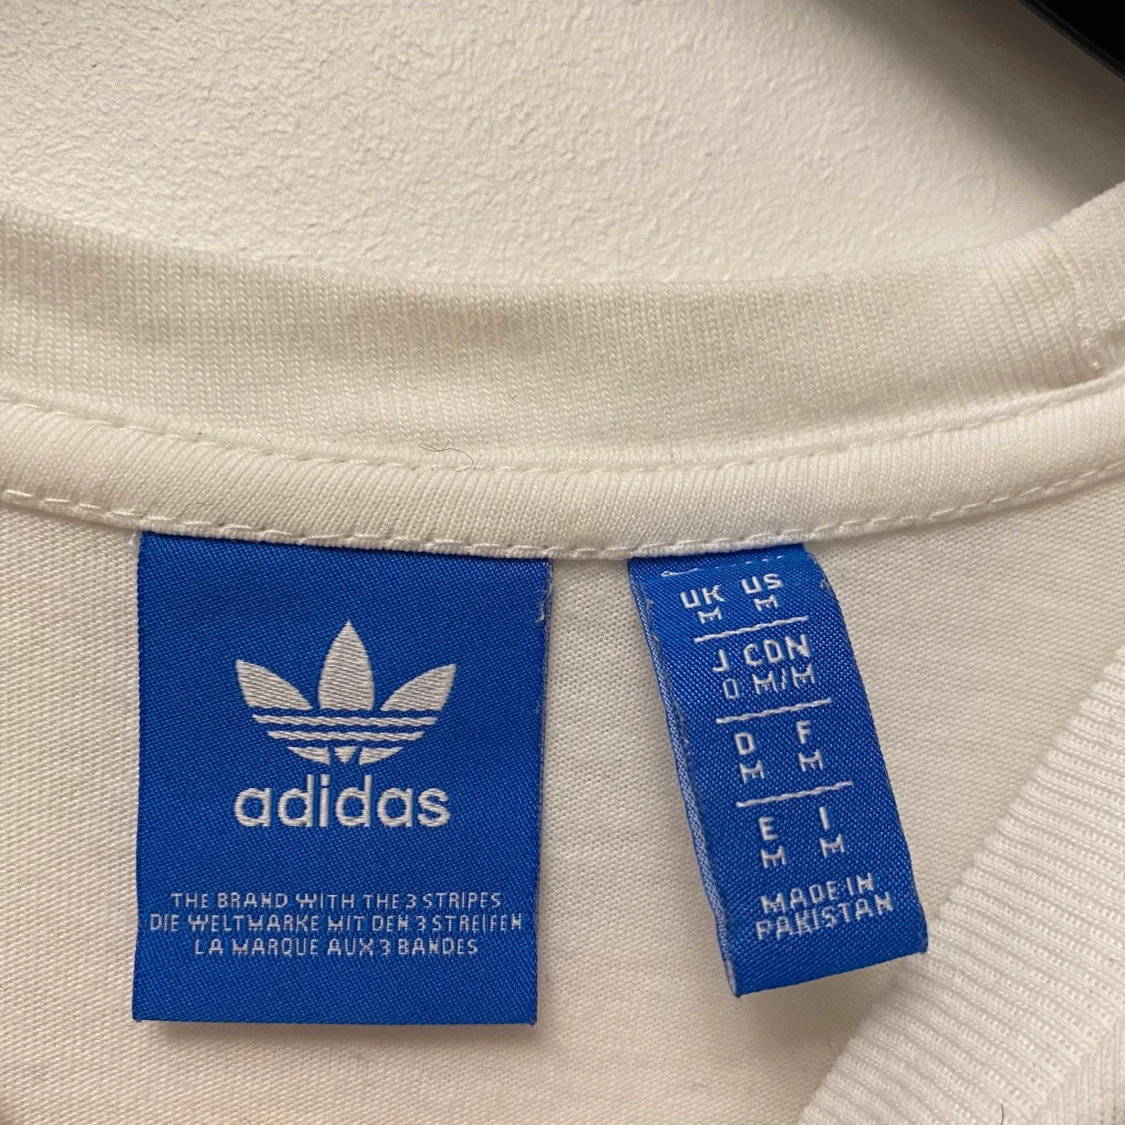 adidas
THE BRAND WITH THE 3 STRIPES
DIE WELTMARKE MIT DEN 3 STREIFEN
LA MARQUE AUX 3 BANDES
UK US
M M
J CDN
O M/M
D F
M M
E I
M M
MADE IN
PAKISTAN